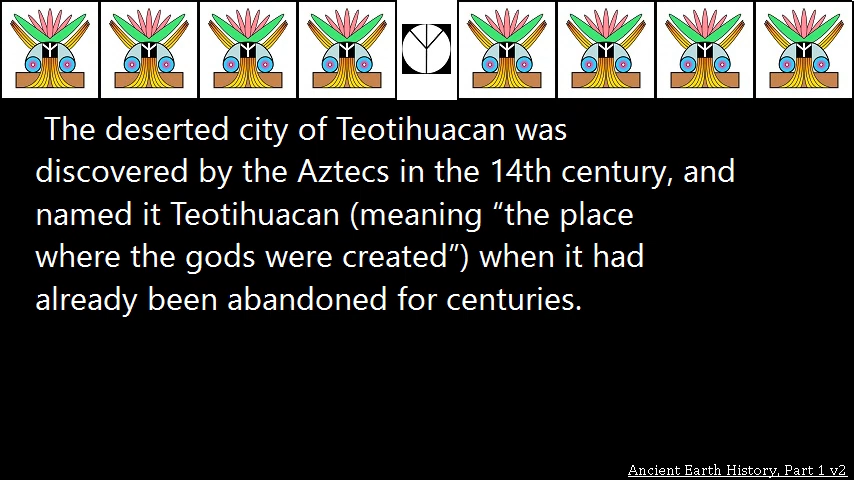 The deserted city of Teotihuacan was
discovered by the Aztecs in the 14th century, and
named it Teotihuacan (meaning “the place
where the gods were created”) when it had
already been abandoned for centuries.
Ancient Earth History, Part 1 v2